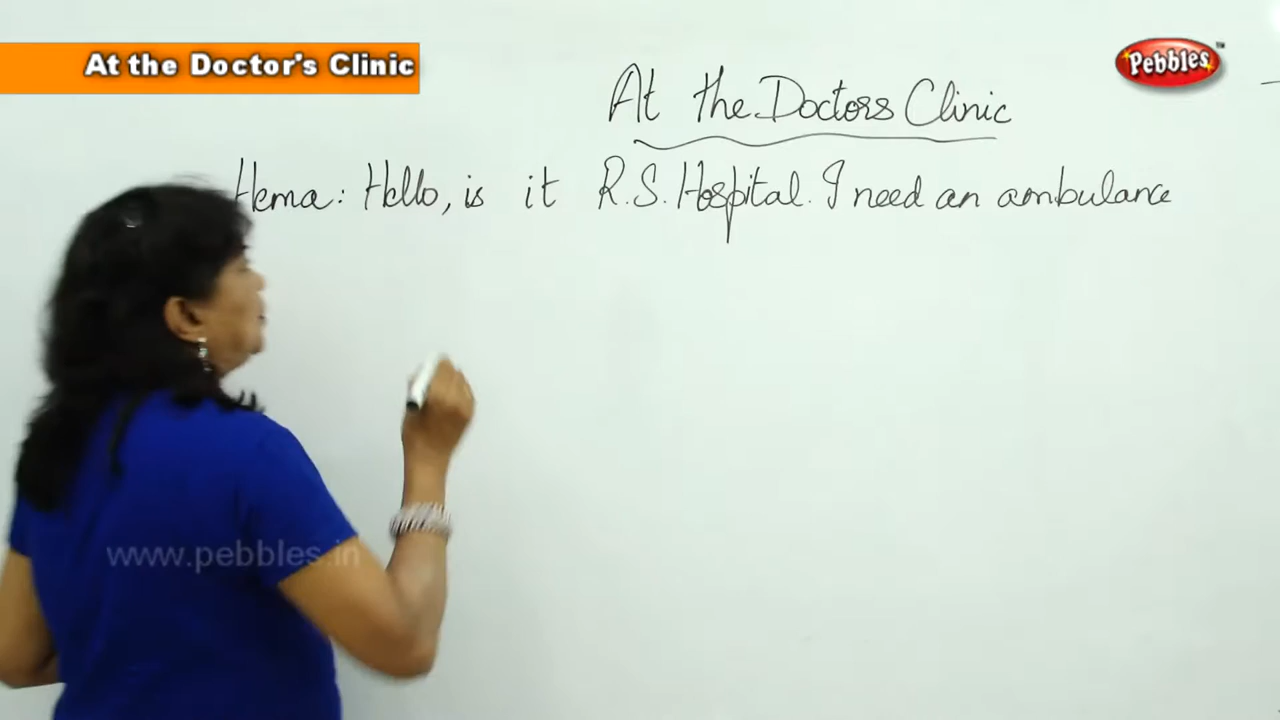 At the Doctor's Clinic
Pebbles™
At the Doctors Clinic
Hema: Hello, is it R.S. Hospital. I need an ambulance
www.pebbles.in